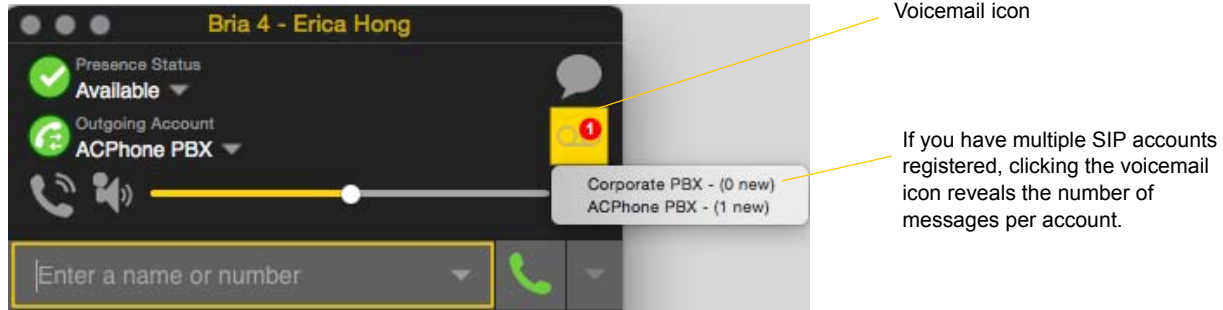 Bria 4 - Erica Hong
Voicemail icon
Presence Status
Available
Outgoing Account
ACPhone PBX
1
If you have multiple SIP accounts
registered, clicking the voicemail
icon reveals the number of
messages per account.
Corporate PBX - (0 new)
ACPhone PBX - (1 new)
Enter a name or number